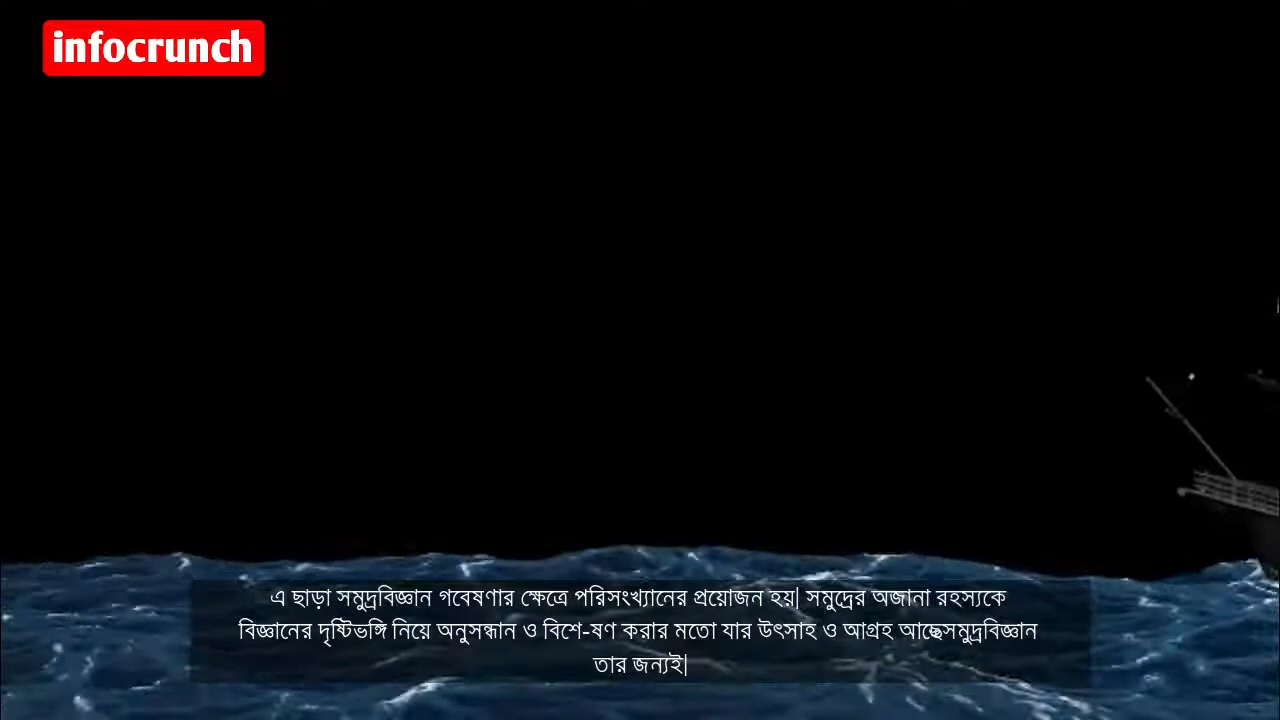 infocrunch
এ ছাড়া সমুদ্রবিজ্ঞান গবেষণার ক্ষেত্রে পরিসংখ্যানের প্রয়োজন হয়| সমুদ্রের অজানা রহস্যকে
বিজ্ঞানের দৃষ্টিভঙ্গি নিয়ে অনুসন্ধান ও বিশে-ষণ করার মতো যার উৎসাহ ও আগ্রহ আছেসমুদ্রবিজ্ঞান
তার জন্যই|